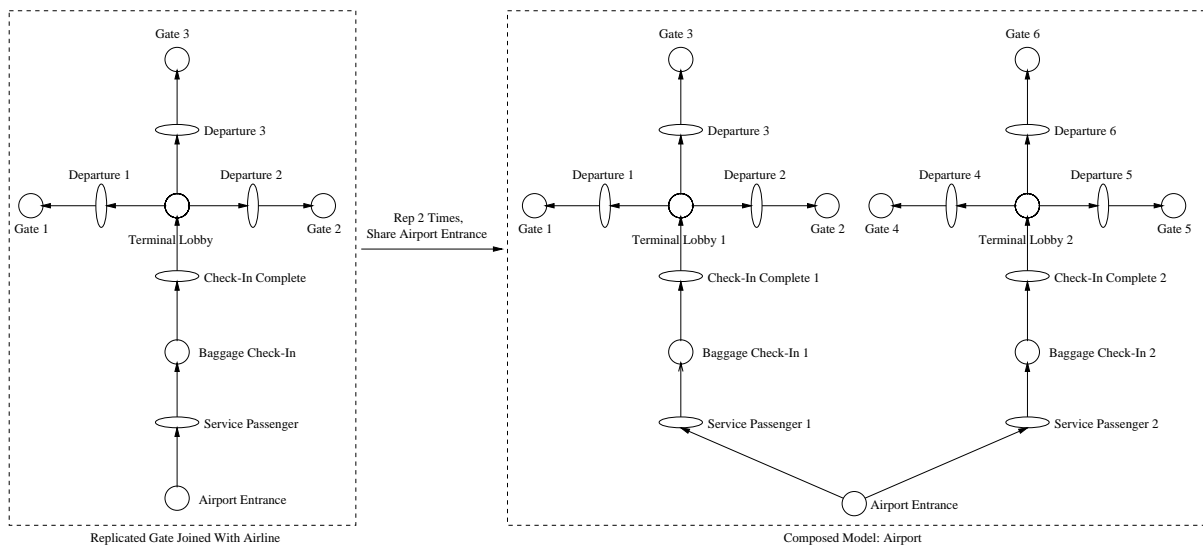 Gate 3
Departure 3
Departure 1
Departure 2
Gate 1
Terminal Lobby
Gate 2
Check-In Complete
Baggage Check-In
Service Passenger
Airport Entrance
Replicated Gate Joined With Airline
Rep 2 Times,
Share Airport Entrance
Gate 3
Departure 3
Departure 1
Departure 2
Gate 1
Terminal Lobby 1
Gate 2
Check-In Complete 1
Baggage Check-In 1
Service Passenger 1
Gate 6
Departure 6
Departure 4
Departure 5
Gate 4
Terminal Lobby 2
Gate 5
Check-In Complete 2
Baggage Check-In 2
Service Passenger 2
Airport Entrance
Composed Model: Airport